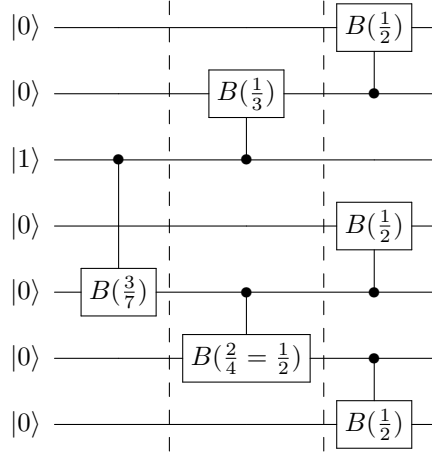 |0⟩ B(1/2)
|0⟩ B(1/3)
|1⟩
|0⟩ B(1/2)
|0⟩ B(3/7)
|0⟩ B(2/4 = 1/2)
|0⟩ B(1/2)